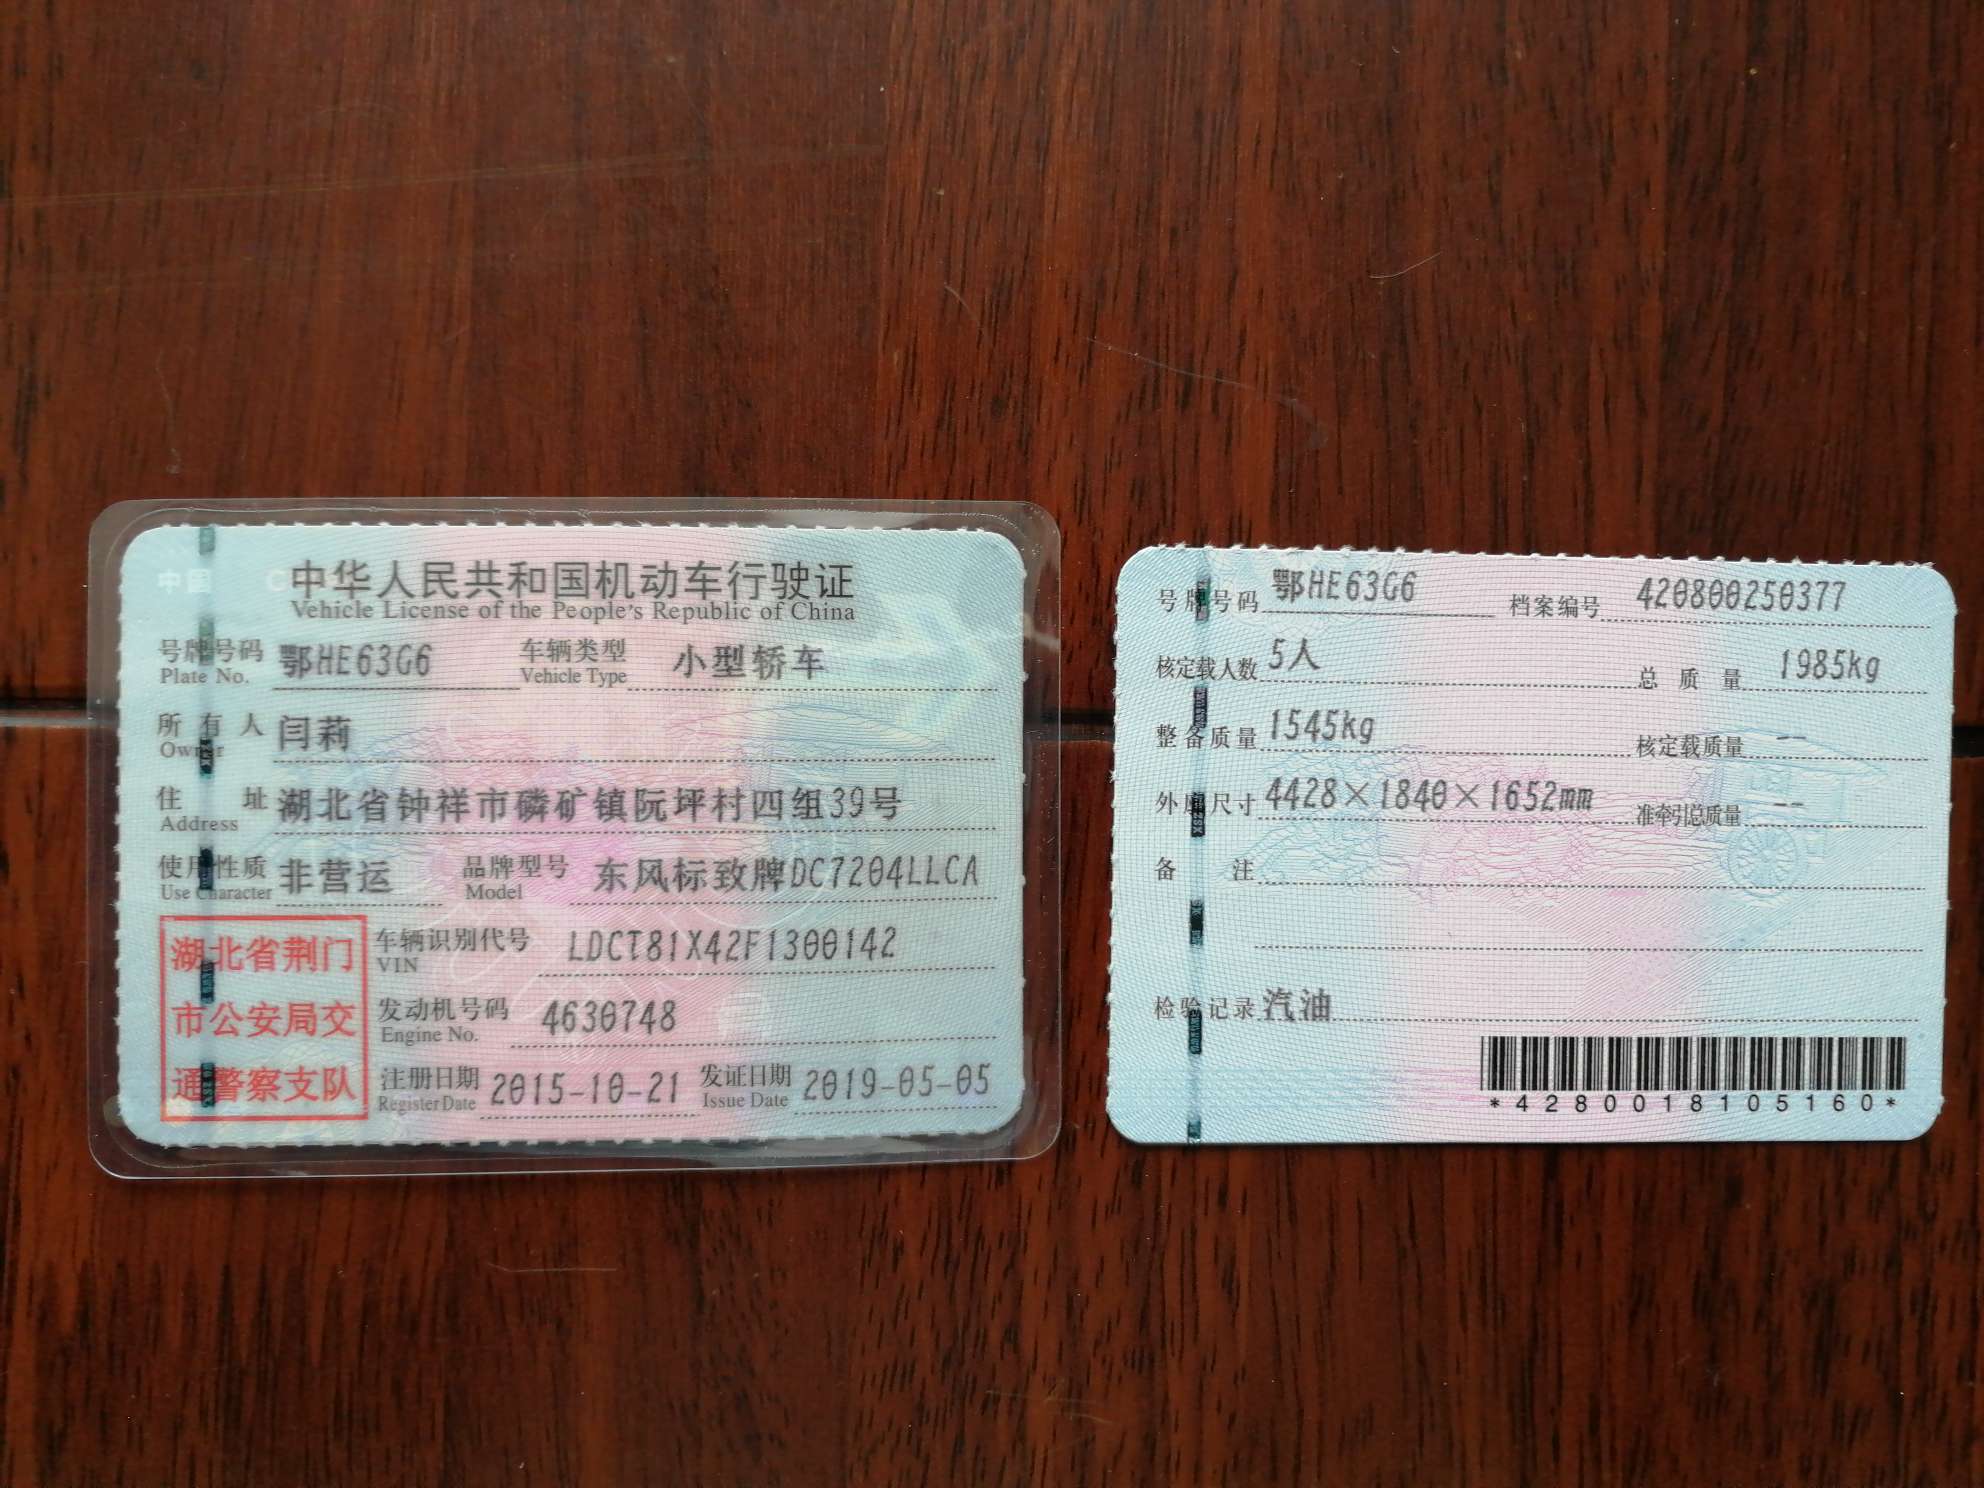 中华人民共和国机动车行驶证
Vehicle License of the People's Republic of China
号牌号码 鄂HE63G6 车辆类型 小型轿车
Plate No. Vehicle Type
所有人 闫莉
Owner
住址 湖北省钟祥市磷矿镇阮坪村四组39号
Address
使用性质 非营运 品牌型号 东风标致牌DC7204LLCA
Use Character Model
湖北省荆门
市公安局交
通警察支队
车辆识别代号 LDCT81X42F1300142
VIN
发动机号码 4630748
Engine No.
注册日期 2015-10-21 发证日期 2019-05-05
Register Date Issue Date
号牌号码 鄂HE63G6 档案编号 420800250377
核定载人数 5人 总质量 1985kg
整备质量 1545kg 核定载质量 --
外廓尺寸 4428×1840×1652mm 准牵引总质量 --
备注
检验记录 汽油
*4280018105160*